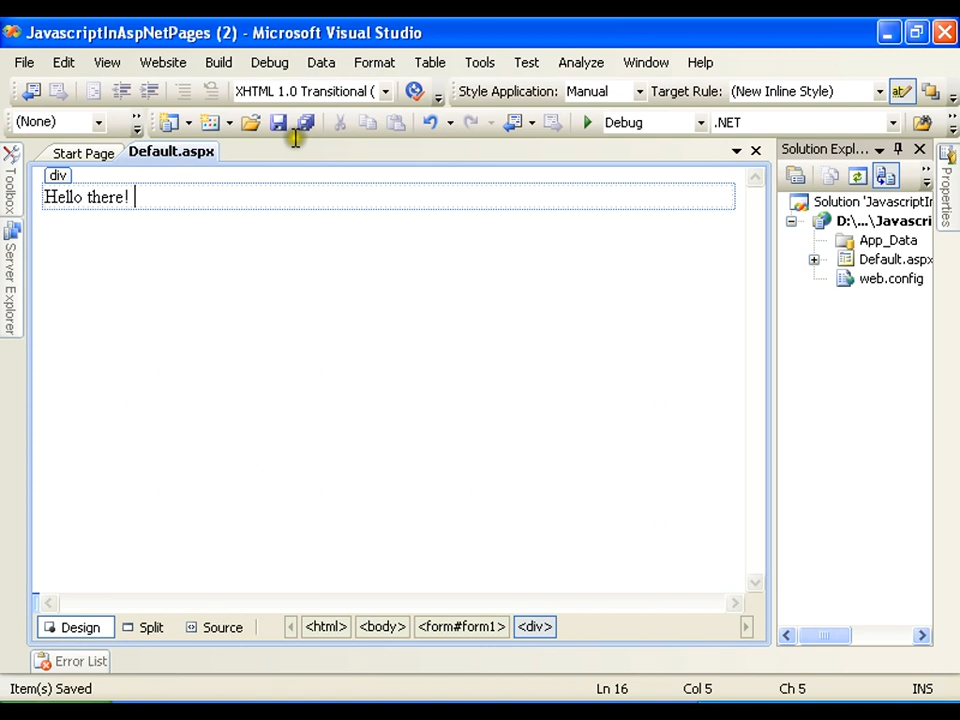 JavascriptInAspNetPages (2) - Microsoft Visual Studio
File Edit View Website Build Debug Tools Data Format Table Tools Test Analyze Window Help
XHTML 1.0 Transitional ( Style Application: Manual Target Rule: (New Inline Style)
(None) Debug .NET
Start Page Default.aspx Solution Expl...
div
Hello there!
Toolbox
Server Explorer
Solution 'JavascriptIn
D:\...\Javascri
App_Data
Default.aspx
web.config
Properties
Design Split Source <html> <body> <form#form1> <div>
Error List
Item(s) Saved Ln 16 Col 5 Ch 5 INS